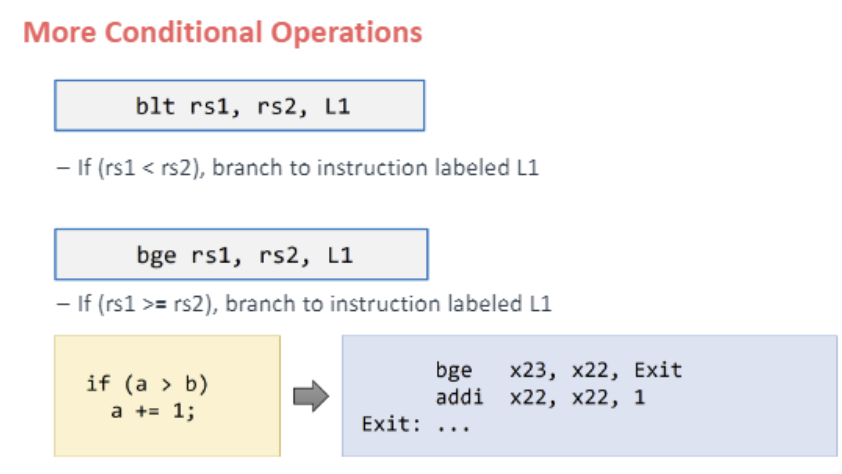 More Conditional Operations
blt rs1, rs2, L1
– If (rs1 < rs2), branch to instruction labeled L1
bge rs1, rs2, L1
– If (rs1 >= rs2), branch to instruction labeled L1
if (a > b)
a += 1;
bge x23, x22, Exit
addi x22, x22, 1
Exit: ...